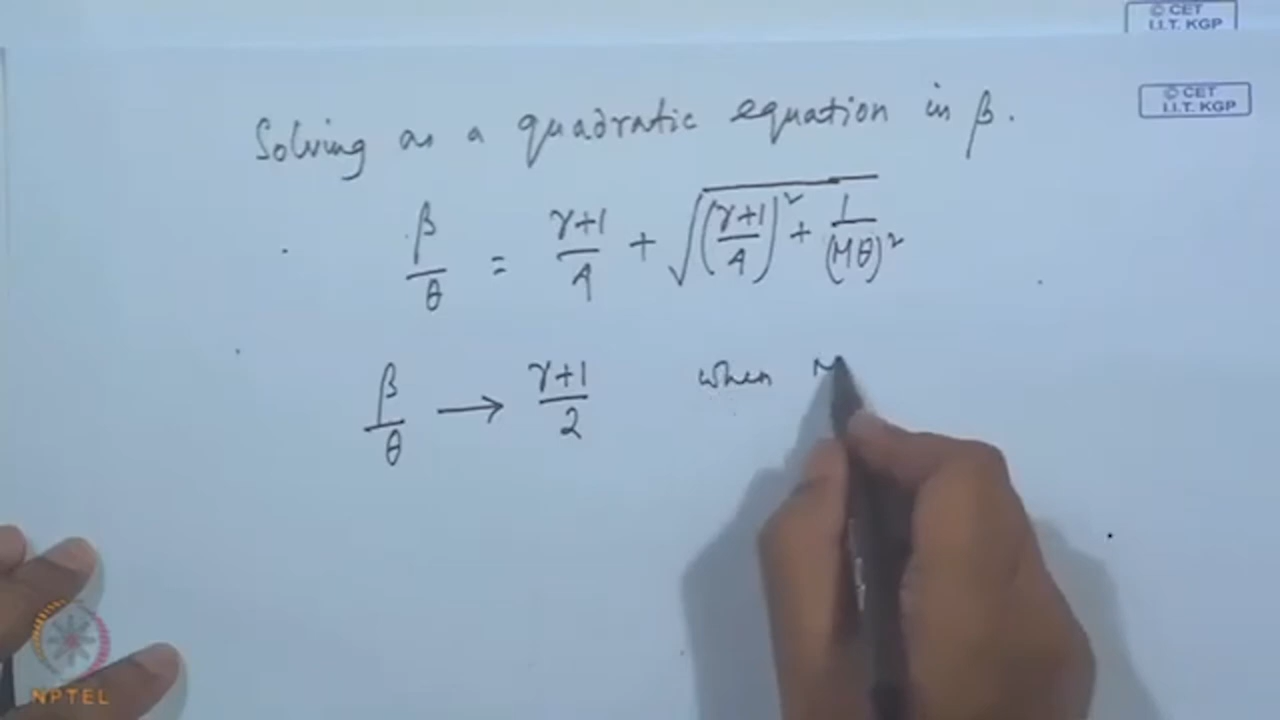 © CET
I.I.T. KGP
© CET
I.I.T. KGP
Solving as a quadratic equation in β.
β/θ = (γ+1)/4 + √(((γ+1)/4)² + 1/(Mθ)²)
β/θ → (γ+1)/2 when M
NPTEL